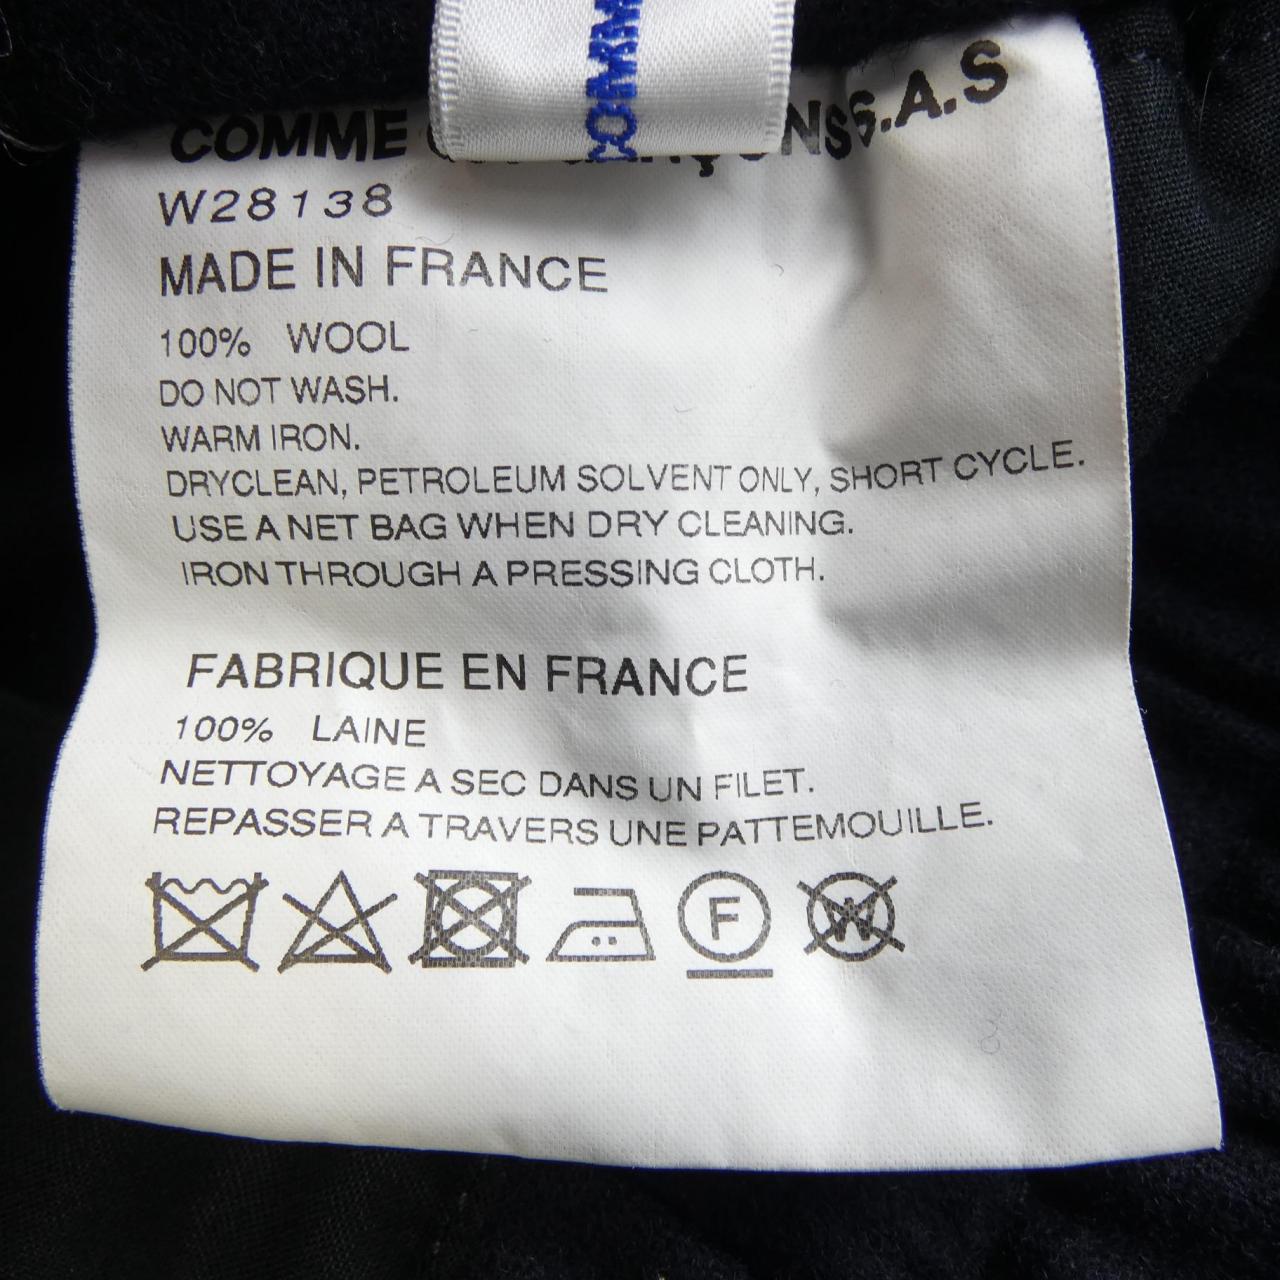 COMME
S.A.S
W28138
MADE IN FRANCE
100% WOOL
DO NOT WASH.
WARM IRON.
DRYCLEAN, PETROLEUM SOLVENT ONLY, SHORT CYCLE.
USE A NET BAG WHEN DRY CLEANING.
IRON THROUGH A PRESSING CLOTH.
FABRIQUE EN FRANCE
100% LAINE
NETTOYAGE A SEC DANS UN FILET.
REPASSER A TRAVERS UNE PATTEMOUILLE.
F W